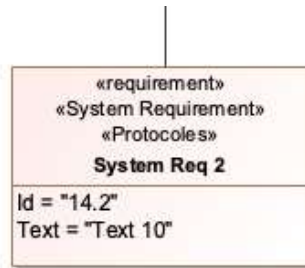 «requirement»
«System Requirement»
«Protocoles»
System Req 2
Id = "14.2"
Text = "Text 10"